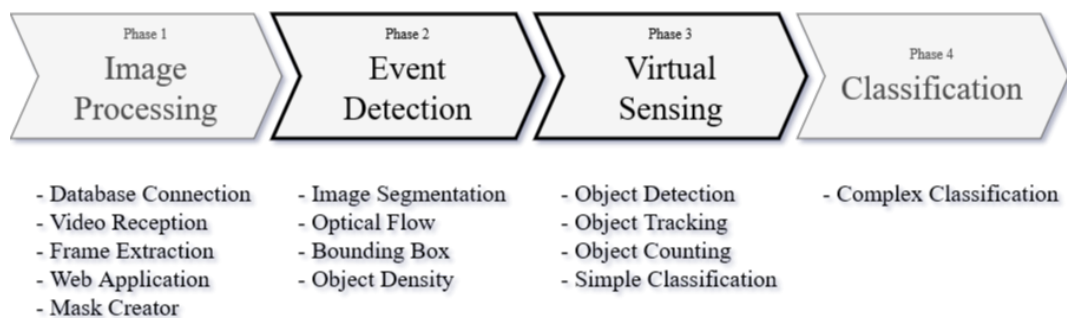 Phase 1
Image
Processing
Phase 2
Event
Detection
Phase 3
Virtual
Sensing
Phase 4
Classification
- Database Connection
- Video Reception
- Frame Extraction
- Web Application
- Mask Creator
- Image Segmentation
- Optical Flow
- Bounding Box
- Object Density
- Object Detection
- Object Tracking
- Object Counting
- Simple Classification
- Complex Classification